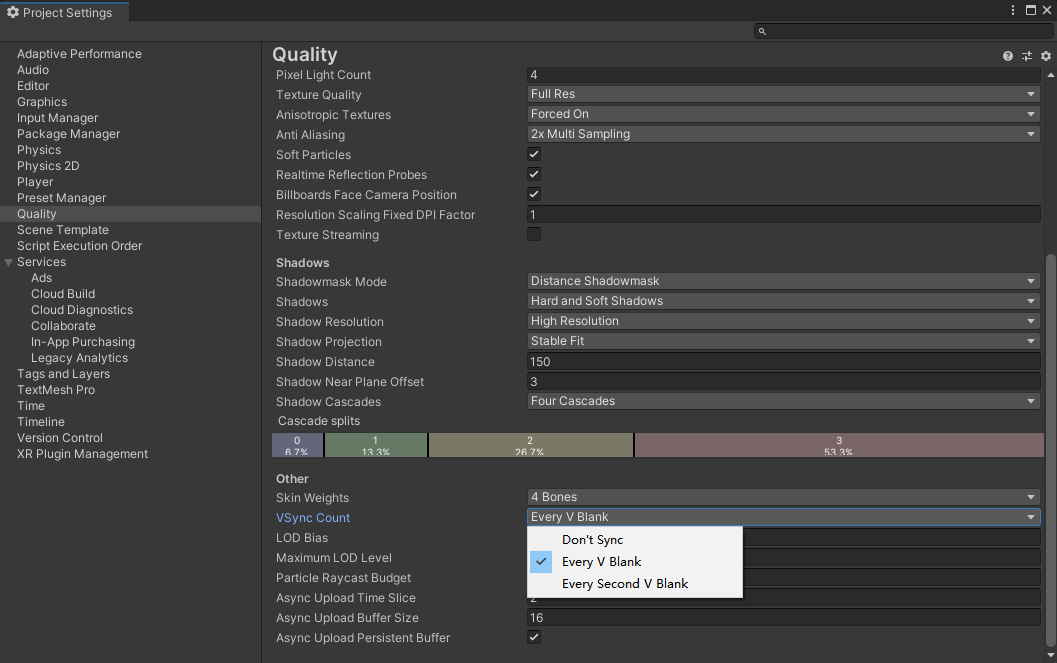 Project Settings
Adaptive Performance
Audio
Editor
Graphics
Input Manager
Package Manager
Physics
Physics 2D
Player
Preset Manager
Quality
Scene Template
Script Execution Order
Services
Ads
Cloud Build
Cloud Diagnostics
Collaborate
In-App Purchasing
Legacy Analytics
Tags and Layers
TextMesh Pro
Time
Timeline
Version Control
XR Plugin Management
Quality
Pixel Light Count 4
Texture Quality Full Res
Anisotropic Textures Forced On
Anti Aliasing 2x Multi Sampling
Soft Particles
Realtime Reflection Probes
Billboards Face Camera Position
Resolution Scaling Fixed DPI Factor 1
Texture Streaming
Shadows
Shadowmask Mode Distance Shadowmask
Shadows Hard and Soft Shadows
Shadow Resolution High Resolution
Shadow Projection Stable Fit
Shadow Distance 150
Shadow Near Plane Offset 3
Shadow Cascades Four Cascades
Cascade splits
0 1 2 3
6.7% 13.3% 26.7% 53.3%
Other
Skin Weights 4 Bones
VSync Count Every V Blank
LOD Bias
Don't Sync
Maximum LOD Level
Every V Blank
Particle Raycast Budget
Every Second V Blank
Async Upload Time Slice 2
Async Upload Buffer Size 16
Async Upload Persistent Buffer